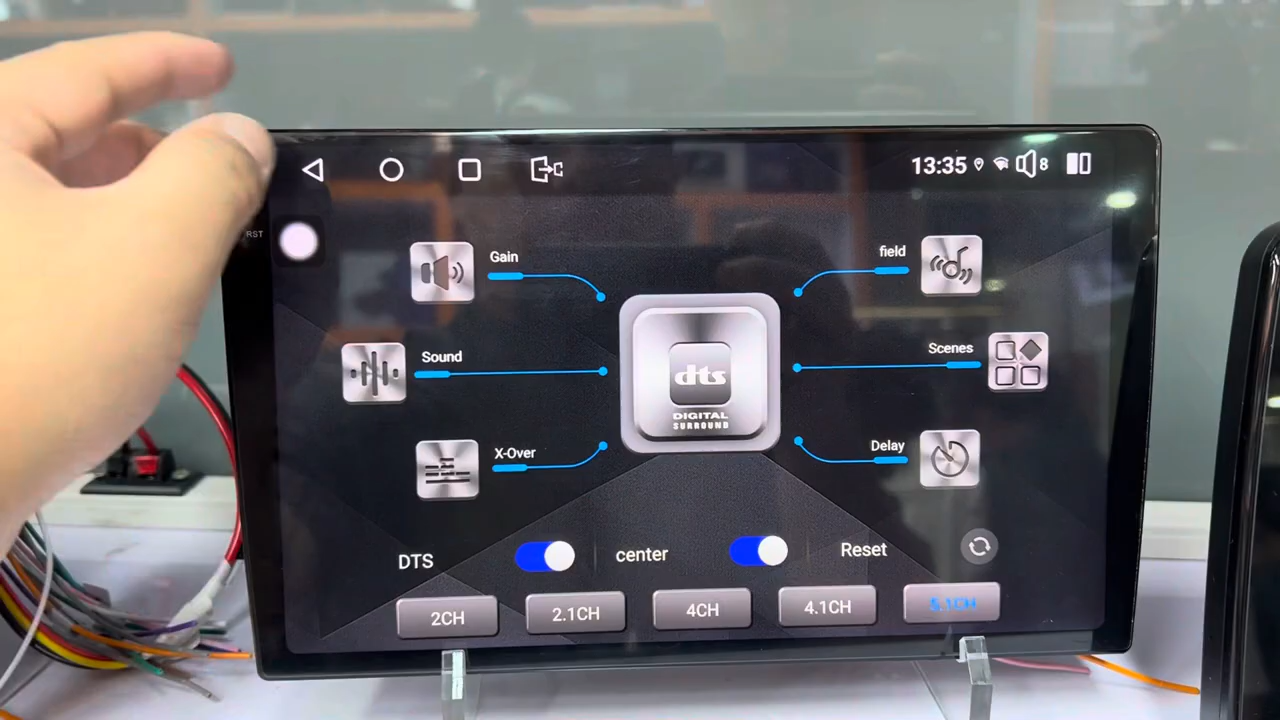 13:35 8
RST
Gain
field
Sound
Scenes
dts
DIGITAL
SURROUND
X-Over
Delay
DTS
center
Reset
2CH
2.1CH
4CH
4.1CH
5.1CH